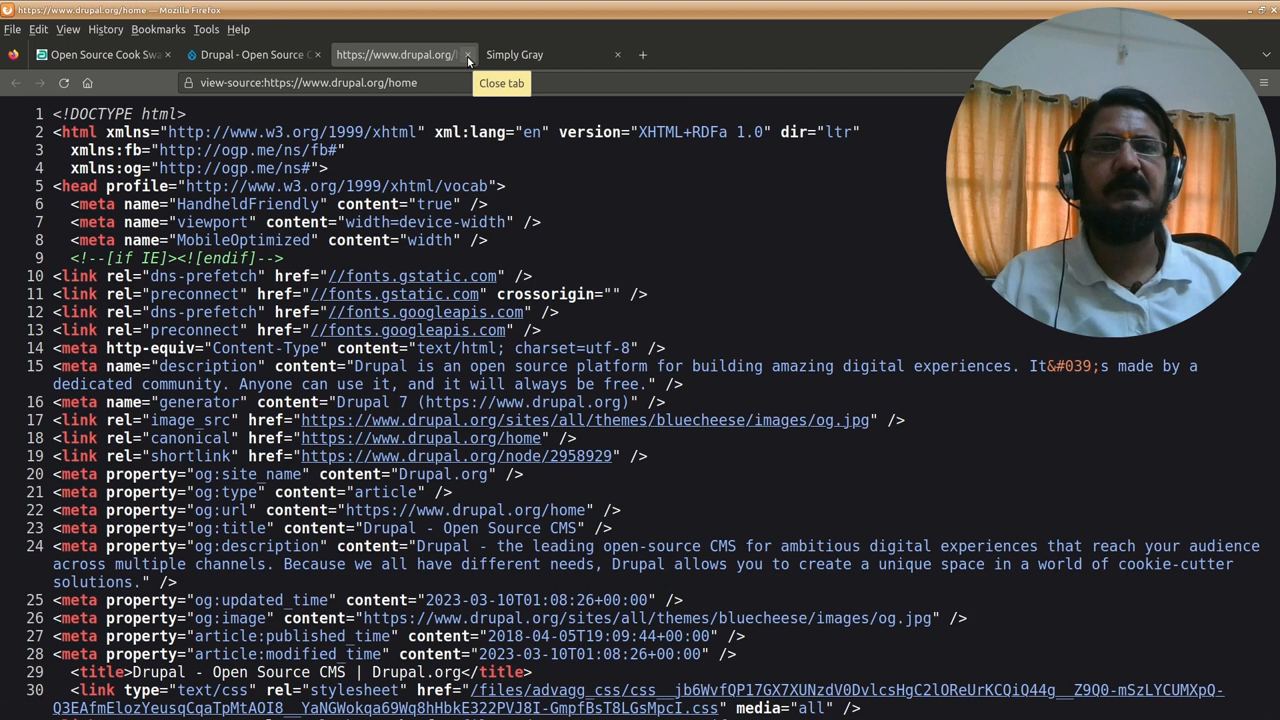 https://www.drupal.org/home — Mozilla Firefox
File Edit View History Bookmarks Tools Help
Open Source Cook Swa
Drupal - Open Source C
https://www.drupal.org/
Simply Gray
view-source:https://www.drupal.org/home
Close tab
1 <!DOCTYPE html>
2 <html xmlns="http://www.w3.org/1999/xhtml" xml:lang="en" version="XHTML+RDFa 1.0" dir="ltr"
3 xmlns:fb="http://ogp.me/ns/fb#"
4 xmlns:og="http://ogp.me/ns#">
5 <head profile="http://www.w3.org/1999/xhtml/vocab">
6 <meta name="HandheldFriendly" content="true" />
7 <meta name="viewport" content="width=device-width" />
8 <meta name="MobileOptimized" content="width" />
9 <!--[if IE]><![endif]-->
10 <link rel="dns-prefetch" href="//fonts.gstatic.com" />
11 <link rel="preconnect" href="//fonts.gstatic.com" crossorigin="" />
12 <link rel="dns-prefetch" href="//fonts.googleapis.com" />
13 <link rel="preconnect" href="//fonts.googleapis.com" />
14 <meta http-equiv="Content-Type" content="text/html; charset=utf-8" />
15 <meta name="description" content="Drupal is an open source platform for building amazing digital experiences. It&#039;s made by a
dedicated community. Anyone can use it, and it will always be free." />
16 <meta name="generator" content="Drupal 7 (https://www.drupal.org)" />
17 <link rel="image_src" href="https://www.drupal.org/sites/all/themes/bluecheese/images/og.jpg" />
18 <link rel="canonical" href="https://www.drupal.org/home" />
19 <link rel="shortlink" href="https://www.drupal.org/node/2958929" />
20 <meta property="og:site_name" content="Drupal.org" />
21 <meta property="og:type" content="article" />
22 <meta property="og:url" content="https://www.drupal.org/home" />
23 <meta property="og:title" content="Drupal - Open Source CMS" />
24 <meta property="og:description" content="Drupal - the leading open-source CMS for ambitious digital experiences that reach your audience
across multiple channels. Because we all have different needs, Drupal allows you to create a unique space in a world of cookie-cutter
solutions." />
25 <meta property="og:updated_time" content="2023-03-10T01:08:26+00:00" />
26 <meta property="og:image" content="https://www.drupal.org/sites/all/themes/bluecheese/images/og.jpg" />
27 <meta property="article:published_time" content="2018-04-05T19:09:44+00:00" />
28 <meta property="article:modified_time" content="2023-03-10T01:08:26+00:00" />
29 <title>Drupal - Open Source CMS | Drupal.org</title>
30 <link type="text/css" rel="stylesheet" href="/files/advagg_css/css__jb6WvfQP17GX7XUNzdV0DvlcsHgC2lOReUrKCQiQ44g__Z9Q0-mSzLYCUMXpQ-
Q3EAfmElozYeusqCqaTpMtAOI8__YaNGWokqa69Wq8hHbkE322PVJ8I-GmpfBsT8LGsMpcI.css" media="all" />